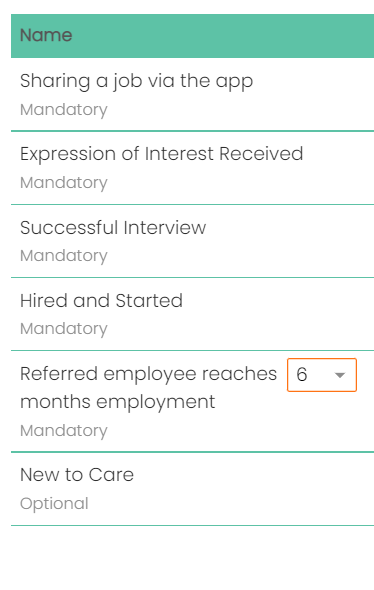 Name
Sharing a job via the app
Mandatory
Expression of Interest Received
Mandatory
Successful Interview
Mandatory
Hired and Started
Mandatory
Referred employee reaches 6
months employment
Mandatory
New to Care
Optional